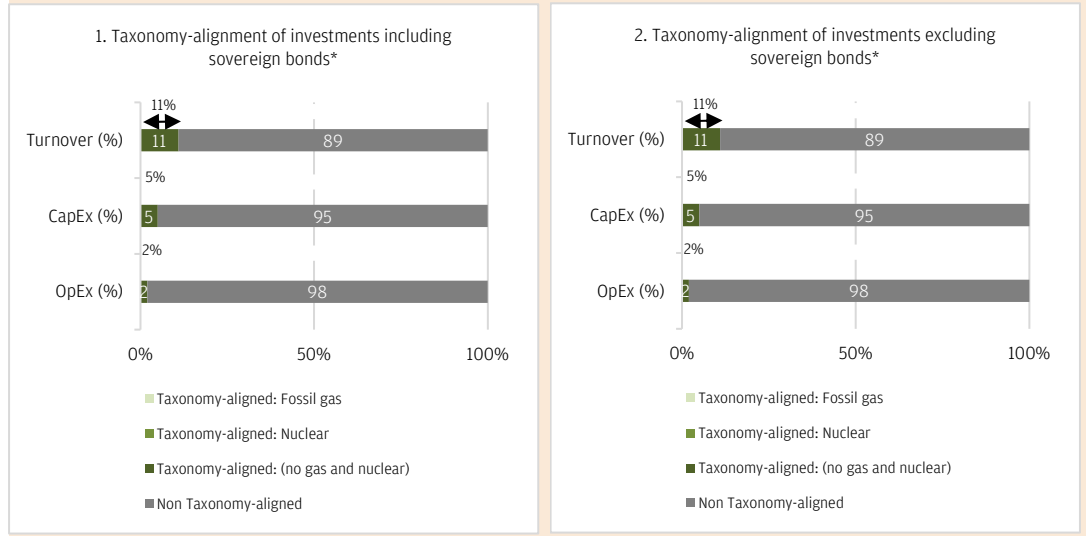 1. Taxonomy-alignment of investments including
sovereign bonds*
11%
Turnover (%)
11
89
5%
CapEx (%)
5
95
2%
OpEx (%)
2
98
0%
50%
100%
Taxonomy-aligned: Fossil gas
Taxonomy-aligned: Nuclear
Taxonomy-aligned: (no gas and nuclear)
Non Taxonomy-aligned
2. Taxonomy-alignment of investments excluding
sovereign bonds*
11%
Turnover (%)
11
89
5%
CapEx (%)
5
95
2%
OpEx (%)
2
98
0%
50%
100%
Taxonomy-aligned: Fossil gas
Taxonomy-aligned: Nuclear
Taxonomy-aligned: (no gas and nuclear)
Non Taxonomy-aligned